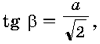 tg β = a/√2,